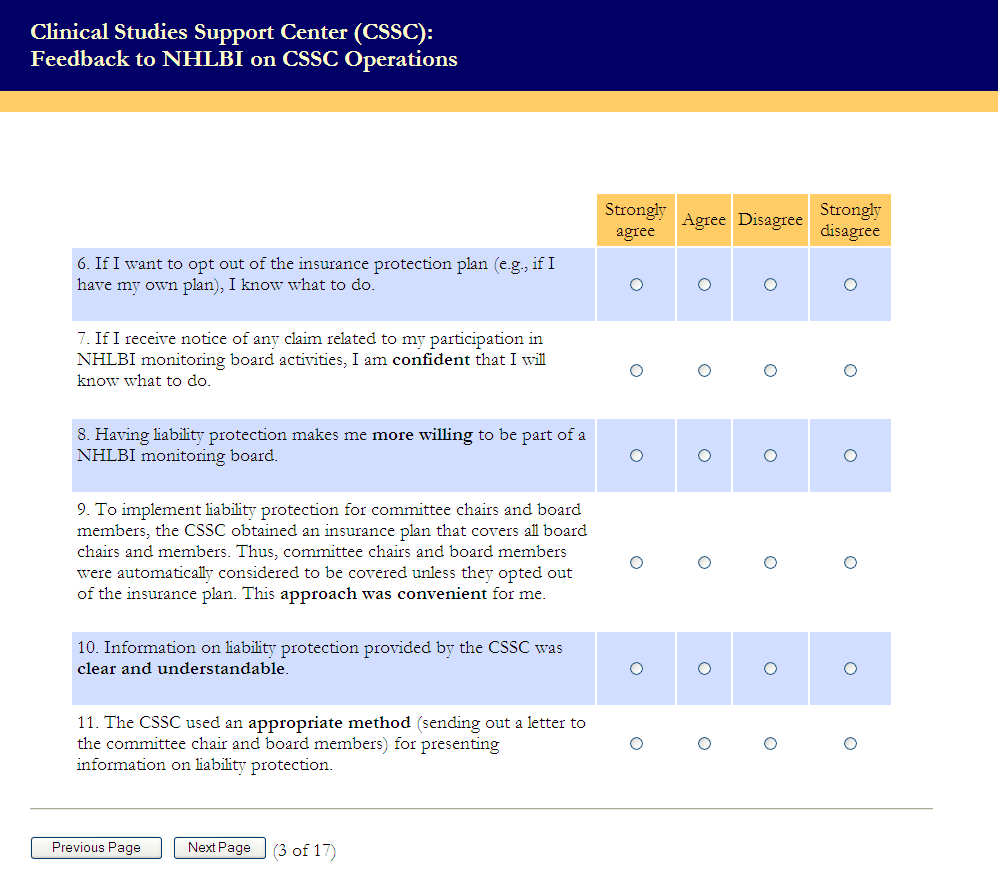 Clinical Studies Support Center (CSSC):
Feedback to NHLBI on CSSC Operations
Strongly agree
Agree
Disagree
Strongly disagree
6. If I want to opt out of the insurance protection plan (e.g., if I
have my own plan), I know what to do.
7. If I receive notice of any claim related to my participation in
NHLBI monitoring board activities, I am confident that I will
know what to do.
8. Having liability protection makes me more willing to be part of a
NHLBI monitoring board.
9. To implement liability protection for committee chairs and board
members, the CSSC obtained an insurance plan that covers all board
chairs and members. Thus, committee chairs and board members
were automatically considered to be covered unless they opted out
of the insurance plan. This approach was convenient for me.
10. Information on liability protection provided by the CSSC was
clear and understandable.
11. The CSSC used an appropriate method (sending out a letter to
the committee chair and board members) for presenting
information on liability protection.
Previous Page
Next Page
(3 of 17)